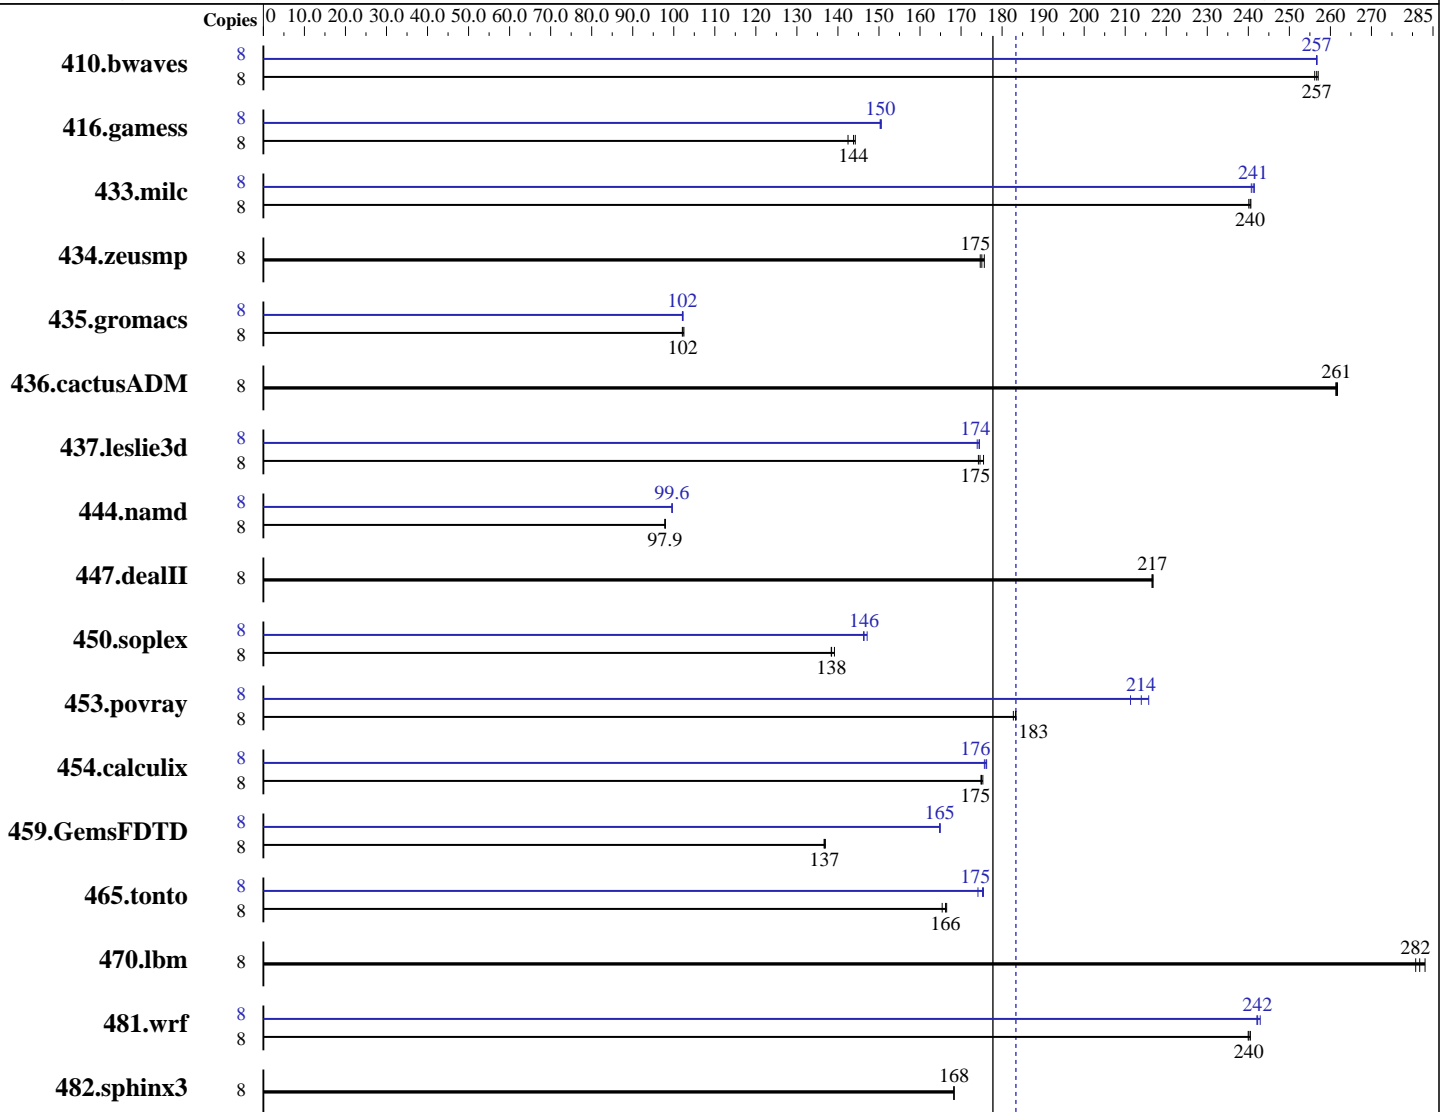 Copies 0 10.0 20.0 30.0 40.0 50.0 60.0 70.0 80.0 90.0 100 110 120 130 140 150 160 170 180 190 200 210 220 230 240 250 260 270 285
8 257
410.bwaves
8 257
8 150
416.gamess
8 144
8 241
433.milc
8 240
434.zeusmp 8 175
8 102
435.gromacs
8 102
436.cactusADM 8 261
8 174
437.leslie3d
8 175
8 99.6
444.namd
8 97.9
447.dealII 8 217
8 146
450.soplex
8 138
8 214
453.povray
8 183
8 176
454.calculix
8 175
8 165
459.GemsFDTD
8 137
8 175
465.tonto
8 166
470.lbm 8 282
8 242
481.wrf
8 240
482.sphinx3 8 168